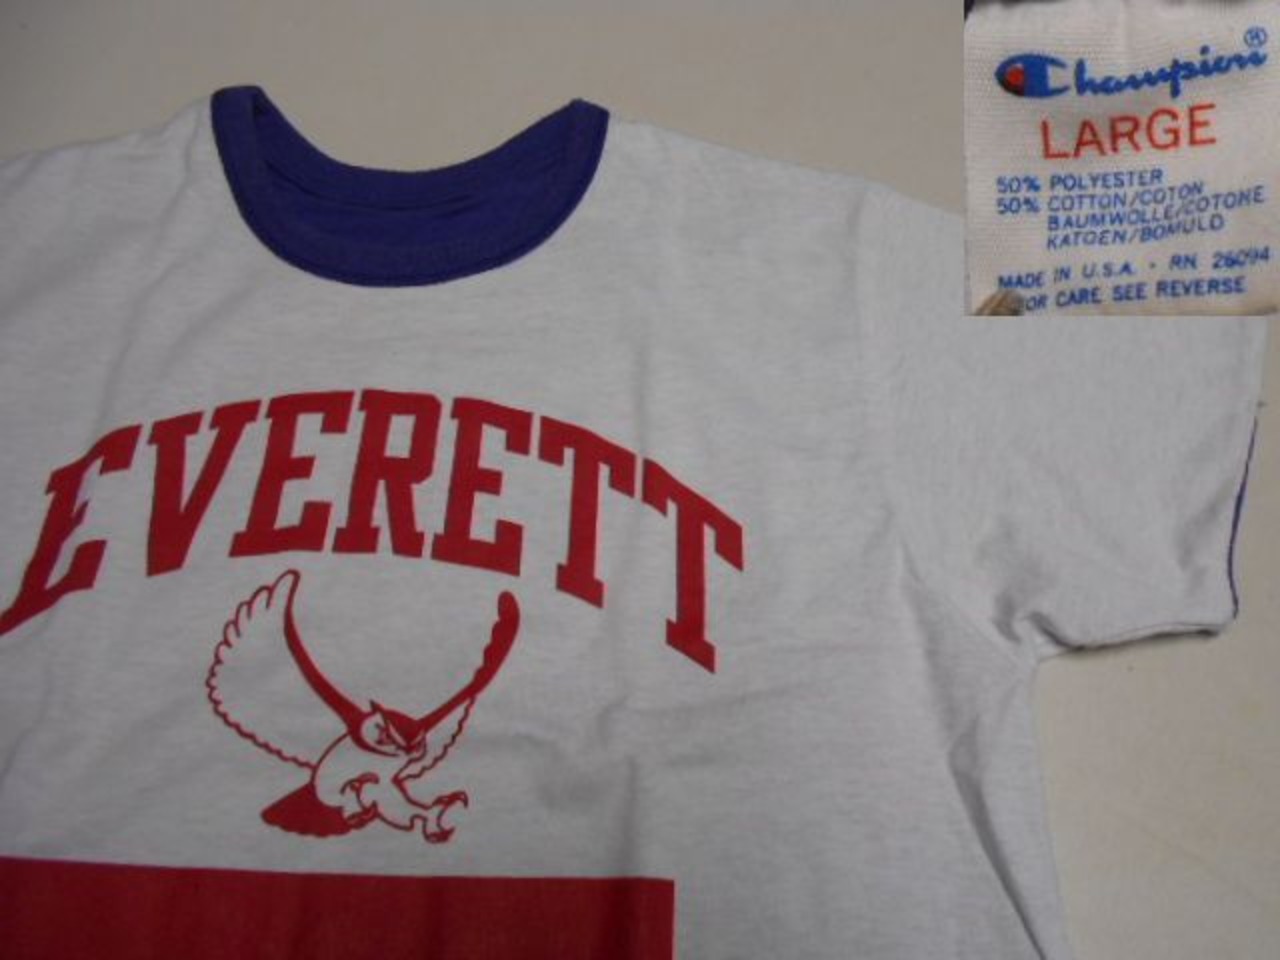 Champion®
LARGE
50% POLYESTER
50% COTTON/COTON
BAUMWOLLE/COTONE
KATOEN/BOMULD
MADE IN U.S.A. • RN 26094
FOR CARE SEE REVERSE
EVERETT